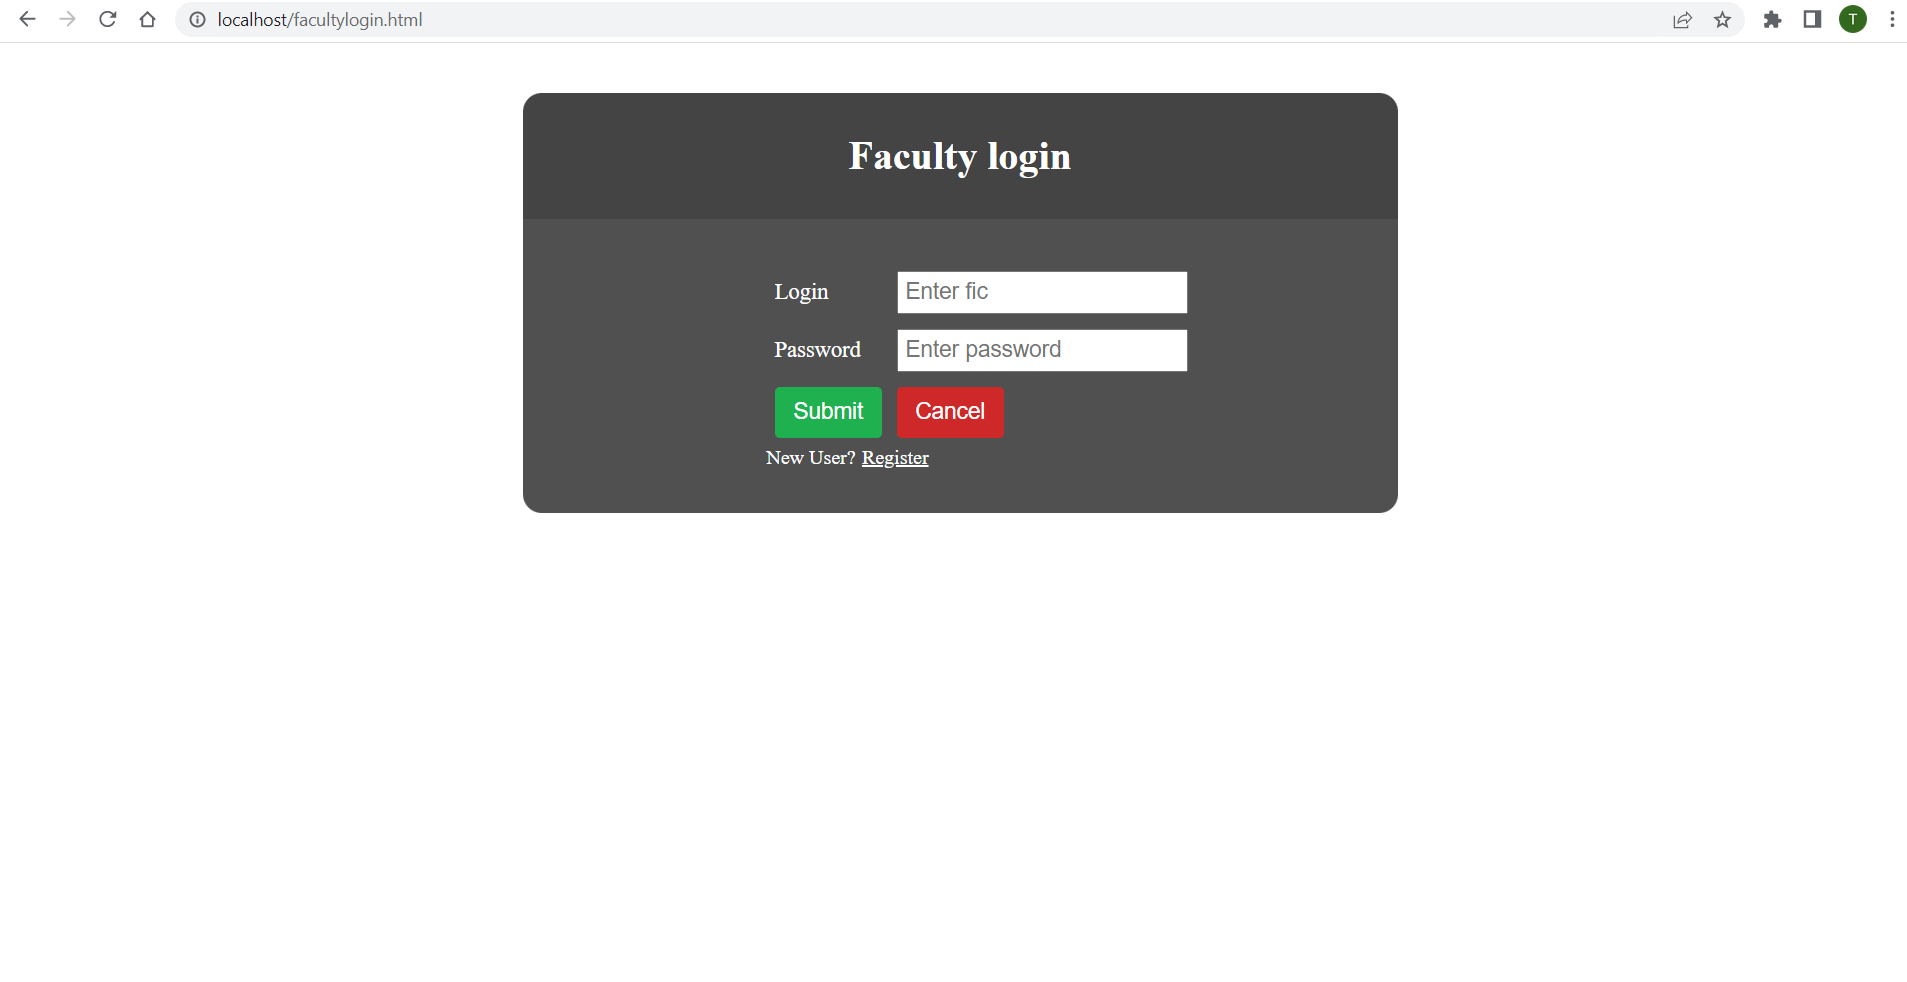 localhost/facultylogin.html
T
Faculty login
Login Enter fic
Password Enter password
Submit Cancel
New User? Register